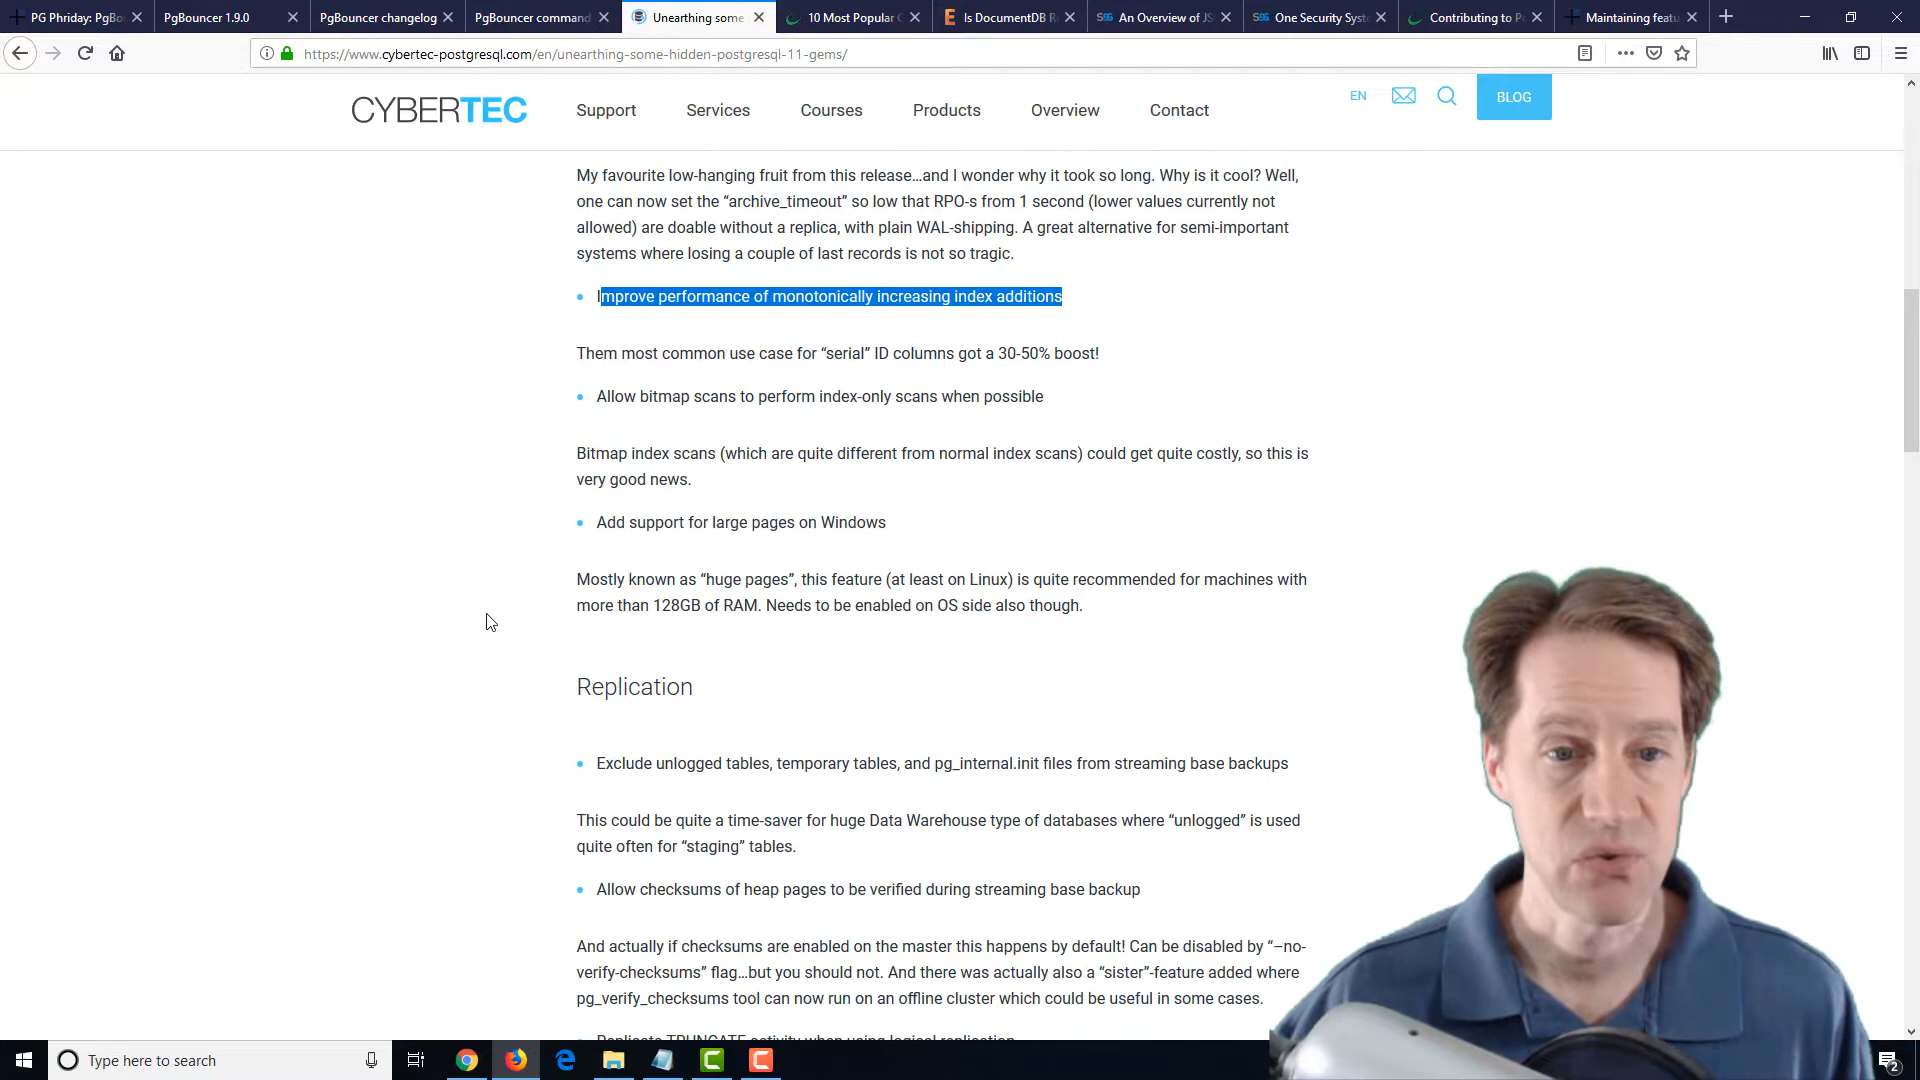 PG Phriday: PgBo
PgBouncer 1.9.0
PgBouncer changelog
PgBouncer command
Unearthing some
10 Most Popular
Is DocumentDB R
An Overview of JS
One Security Syst
Contributing to P
Maintaining featu
https://www.cybertec-postgresql.com/en/unearthing-some-hidden-postgresql-11-gems/
CYBERTEC
Support
Services
Courses
Products
Overview
Contact
EN
BLOG
My favourite low-hanging fruit from this release…and I wonder why it took so long. Why is it cool? Well,
one can now set the “archive_timeout” so low that RPO-s from 1 second (lower values currently not
allowed) are doable without a replica, with plain WAL-shipping. A great alternative for semi-important
systems where losing a couple of last records is not so tragic.
Improve performance of monotonically increasing index additions
Them most common use case for “serial” ID columns got a 30-50% boost!
Allow bitmap scans to perform index-only scans when possible
Bitmap index scans (which are quite different from normal index scans) could get quite costly, so this is
very good news.
Add support for large pages on Windows
Mostly known as “huge pages”, this feature (at least on Linux) is quite recommended for machines with
more than 128GB of RAM. Needs to be enabled on OS side also though.
Replication
Exclude unlogged tables, temporary tables, and pg_internal.init files from streaming base backups
This could be quite a time-saver for huge Data Warehouse type of databases where “unlogged” is used
quite often for “staging” tables.
Allow checksums of heap pages to be verified during streaming base backup
And actually if checksums are enabled on the master this happens by default! Can be disabled by “–no-
verify-checksums” flag…but you should not. And there was actually also a “sister”-feature added where
pg_verify_checksums tool can now run on an offline cluster which could be useful in some cases.
Replicate TRUNCATE activity when using logical replication
Type here to search
2